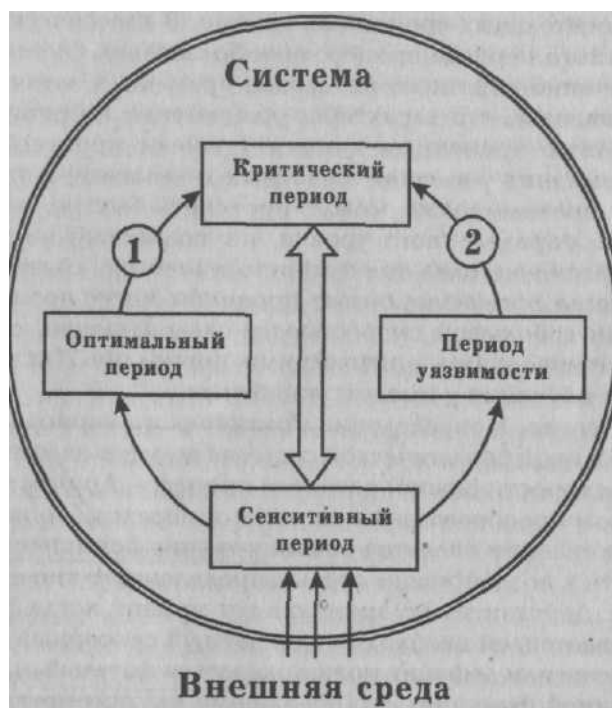 Система
Критический
период
1
2
Оптимальный
период
Период
уязвимости
Сенситивный
период
Внешняя среда